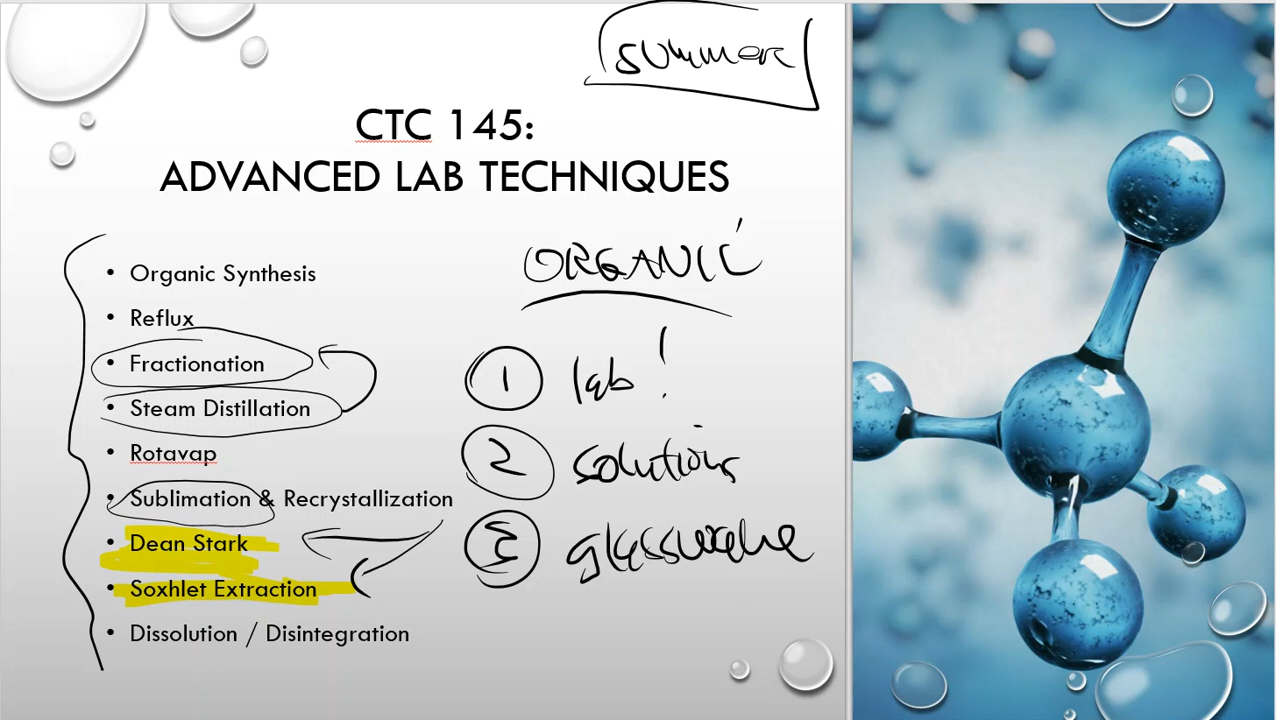 summer
CTC 145:
ADVANCED LAB TECHNIQUES
ORGANIC
• Organic Synthesis
• Reflux
• Fractionation
• Steam Distillation
• Rotavap
• Sublimation & Recrystallization
• Dean Stark
• Soxhlet Extraction
• Dissolution / Disintegration
1 lab!
2 solutions
3 glassware